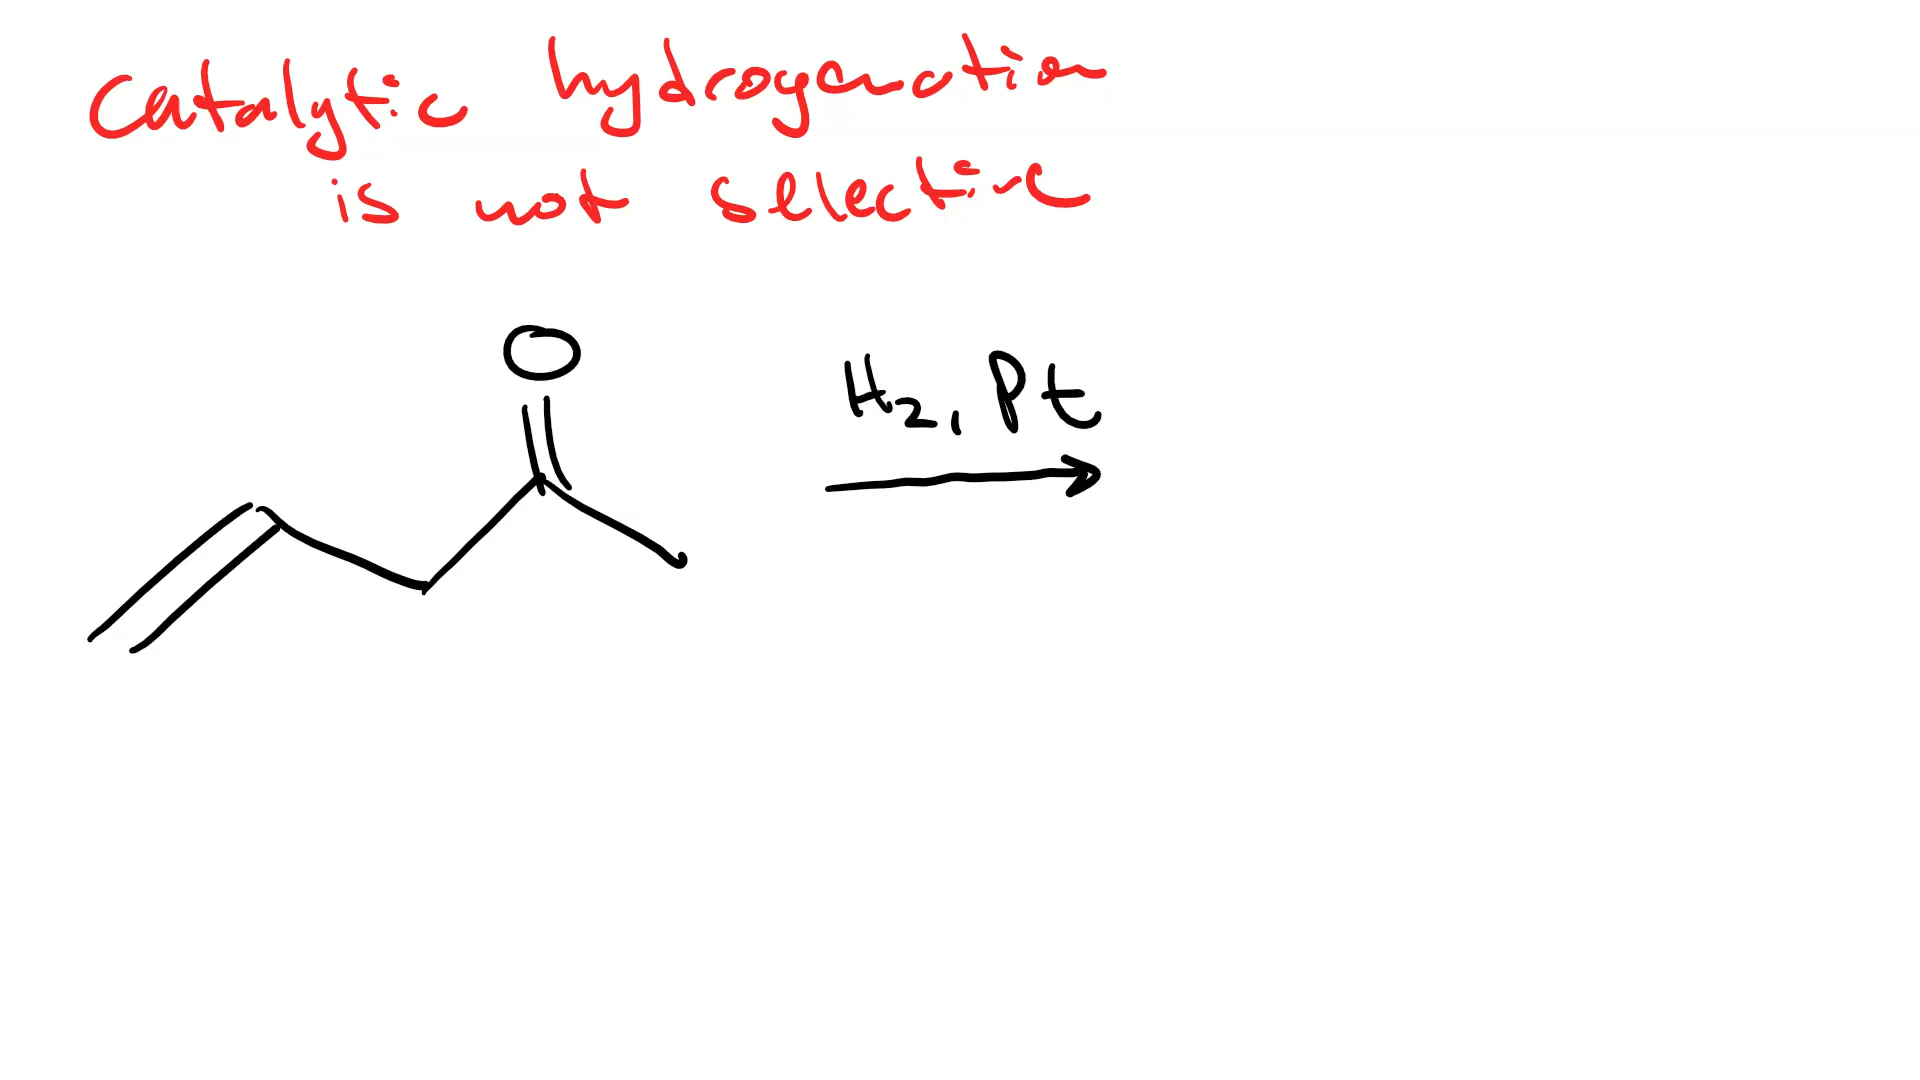 Catalytic hydrogenation
is not selective
O
H₂, Pt